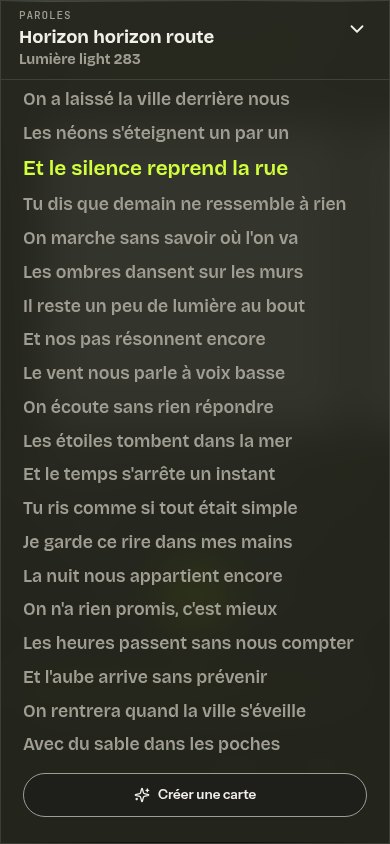 PAROLES
Horizon horizon route
Lumière light 283
On a laissé la ville derrière nous
Les néons s'éteignent un par un
Et le silence reprend la rue
Tu dis que demain ne ressemble à rien
On marche sans savoir où l'on va
Les ombres dansent sur les murs
Il reste un peu de lumière au bout
Et nos pas résonnent encore
Le vent nous parle à voix basse
On écoute sans rien répondre
Les étoiles tombent dans la mer
Et le temps s'arrête un instant
Tu ris comme si tout était simple
Je garde ce rire dans mes mains
La nuit nous appartient encore
On n'a rien promis, c'est mieux
Les heures passent sans nous compter
Et l'aube arrive sans prévenir
On rentrera quand la ville s'éveille
Avec du sable dans les poches
Créer une carte